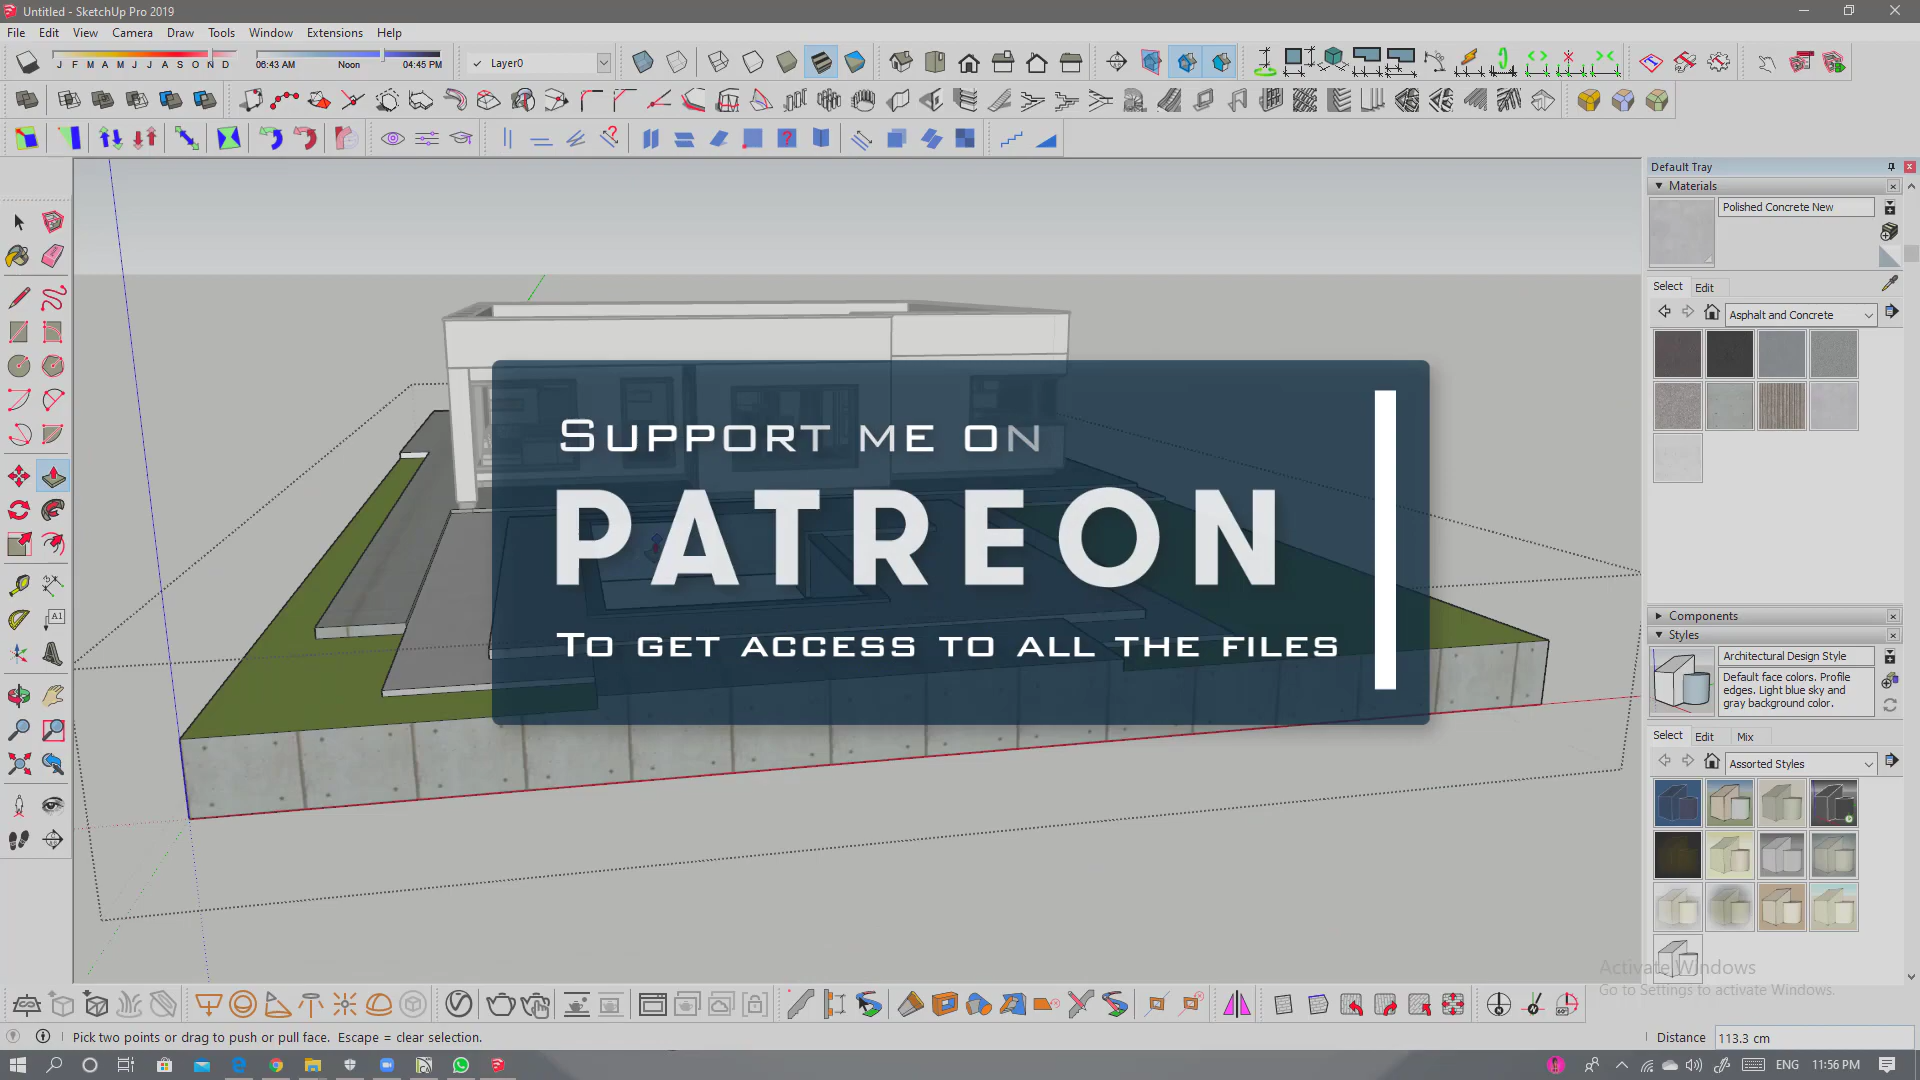 Untitled - SketchUp Pro 2019
File Edit View Camera Draw Tools Window Extensions Help
J F M A M J J A S O N D
06:43 AM Noon 04:45 PM
Layer0
Default Tray
Materials
Polished Concrete New
Select Edit
Asphalt and Concrete
SUPPORT ME ON
PATREON
TO GET ACCESS TO ALL THE FILES
Components
Styles
Architectural Design Style
Default face colors. Profile
edges. Light blue sky and
gray background color.
Select Edit Mix
Assorted Styles
Activate Windows
Go to Settings to activate Windows.
Pick two points or drag to push or pull face. Escape = clear selection.
Distance 113.3 cm
ENG 11:56 PM